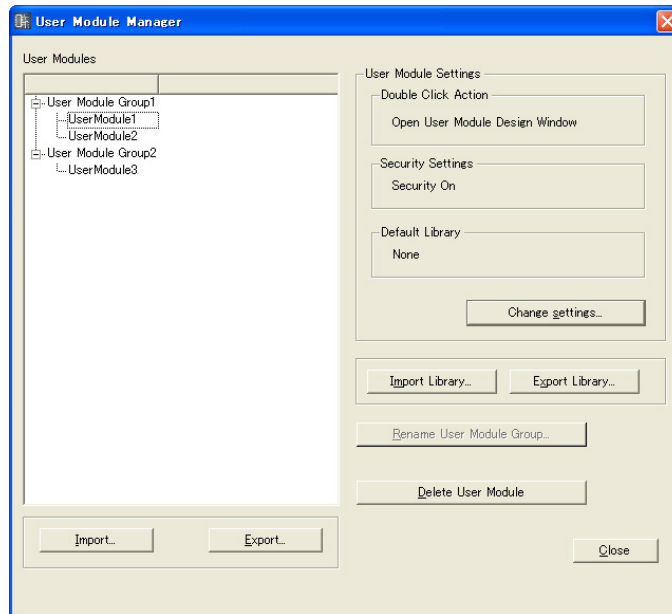 User Module Manager
User Modules
User Module Group1
UserModule1
UserModule2
User Module Group2
UserModule3
Import...
Export...
User Module Settings
Double Click Action
Open User Module Design Window
Security Settings
Security On
Default Library
None
Change settings...
Import Library...
Export Library...
Rename User Module Group...
Delete User Module
Close